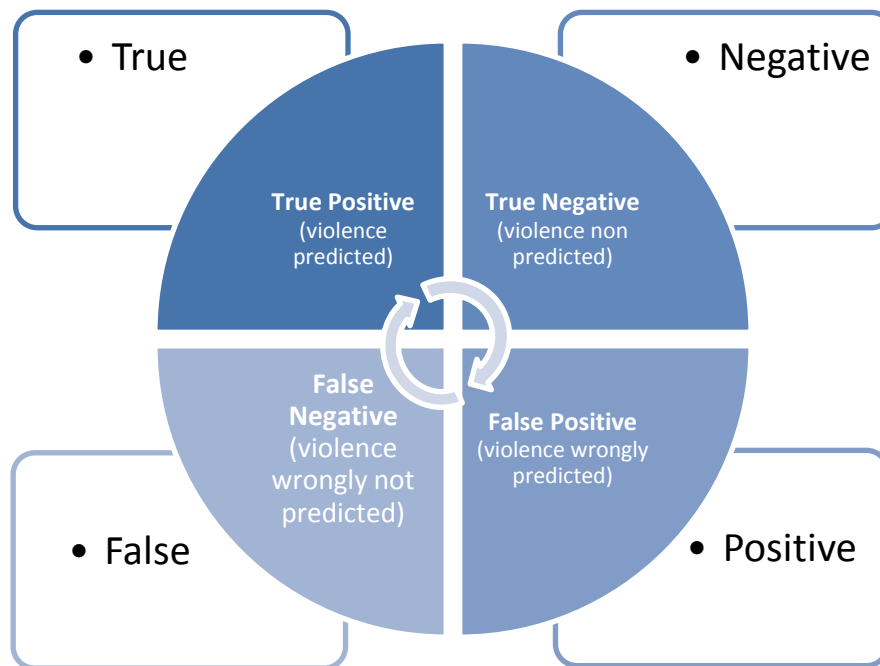 • True
• Negative
True Positive
(violence
predicted)
True Negative
(violence non
predicted)
False
Negative
(violence
wrongly not
predicted)
False Positive
(violence wrongly
predicted)
• False
• Positive